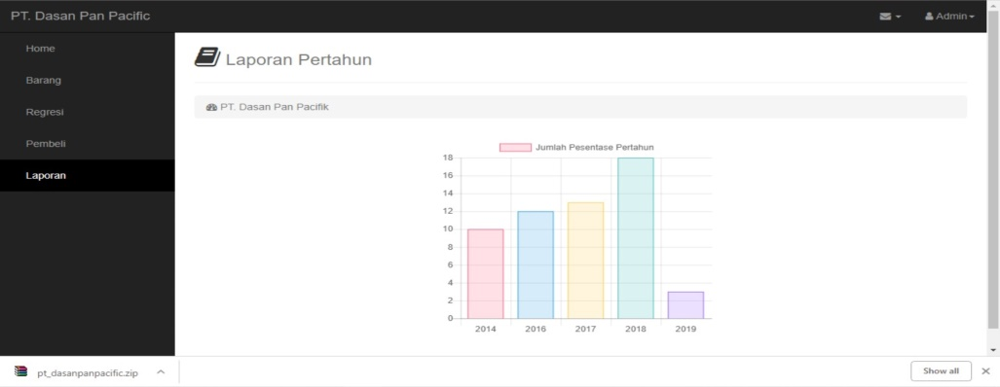 PT. Dasan Pan Pacific
Admin
Home
Barang
Regresi
Pembeli
Laporan
Laporan Pertahun
PT. Dasan Pan Pacifik
Jumlah Pesentase Pertahun
18
16
14
12
10
8
6
4
2
0
2014 2016 2017 2018 2019
pt_dasanpanpacific.zip
Show all